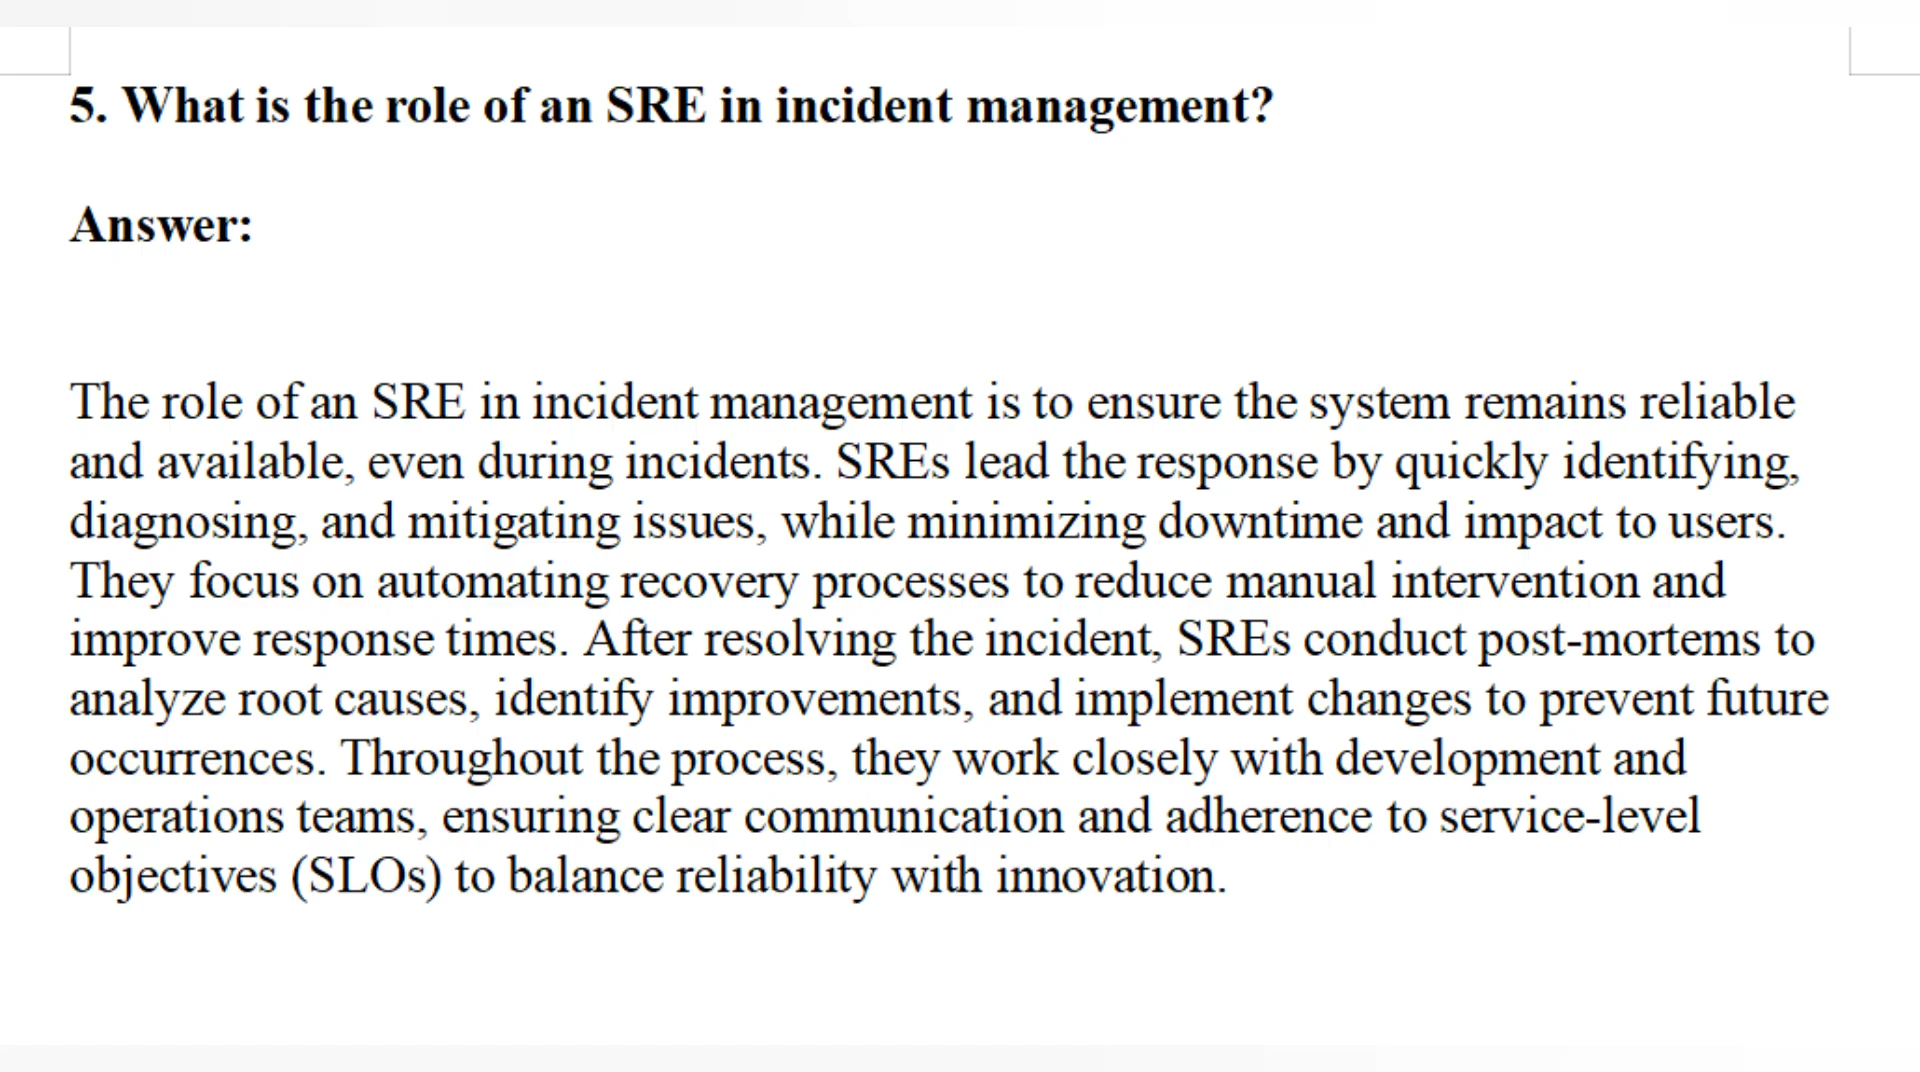 5. What is the role of an SRE in incident management?
Answer:
The role of an SRE in incident management is to ensure the system remains reliable
and available, even during incidents. SREs lead the response by quickly identifying,
diagnosing, and mitigating issues, while minimizing downtime and impact to users.
They focus on automating recovery processes to reduce manual intervention and
improve response times. After resolving the incident, SREs conduct post-mortems to
analyze root causes, identify improvements, and implement changes to prevent future
occurrences. Throughout the process, they work closely with development and
operations teams, ensuring clear communication and adherence to service-level
objectives (SLOs) to balance reliability with innovation.